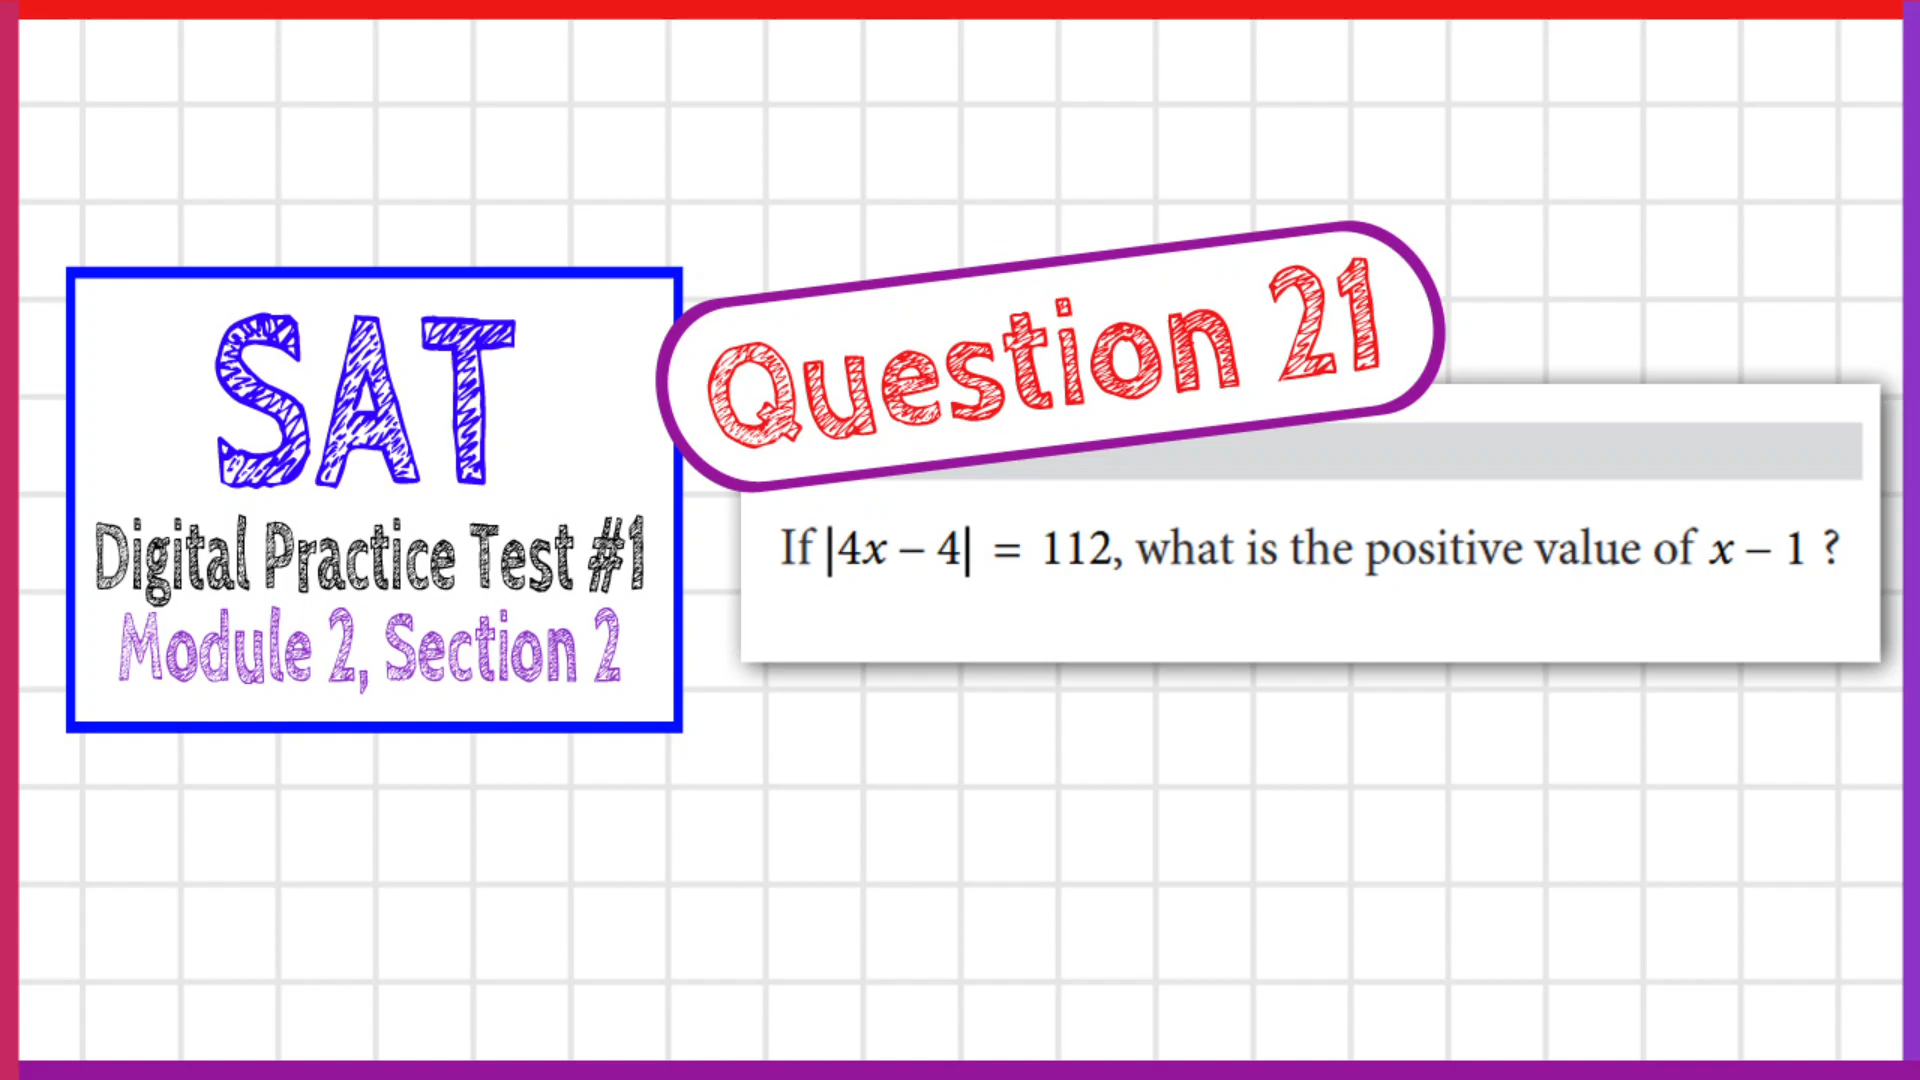 SAT
Digital Practice Test #1
Module 2, Section 2
Question 21
If |4x – 4| = 112, what is the positive value of x – 1 ?